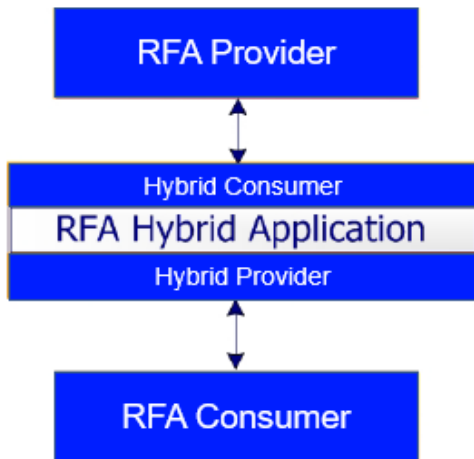 RFA Provider
Hybrid Consumer
RFA Hybrid Application
Hybrid Provider
RFA Consumer